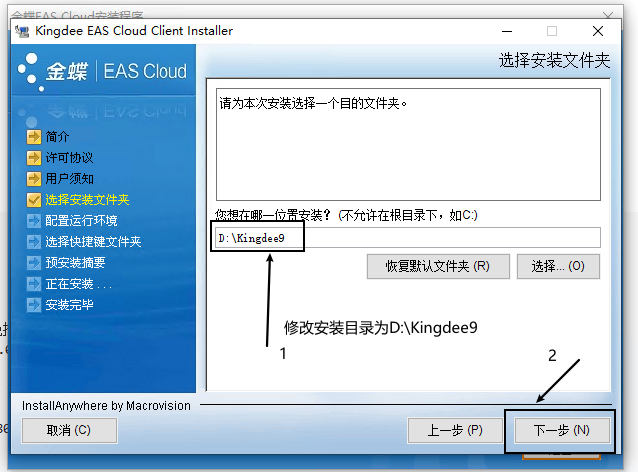 金蝶EAS Cloud安装程序
Kingdee EAS Cloud Client Installer
金蝶 EAS Cloud
选择安装文件夹
请为本次安装选择一个目的文件夹。
简介
许可协议
用户须知
选择安装文件夹
配置运行环境
选择快捷键文件夹
预安装摘要
正在安装 . . .
安装完毕
您想在哪一位置安装？ (不允许在根目录下，如C:)
D:\Kingdee9
恢复默认文件夹 (R)
选择... (O)
修改安装目录为D:\Kingdee9
1
2
InstallAnywhere by Macrovision
取消 (C)
上一步 (P)
下一步 (N)